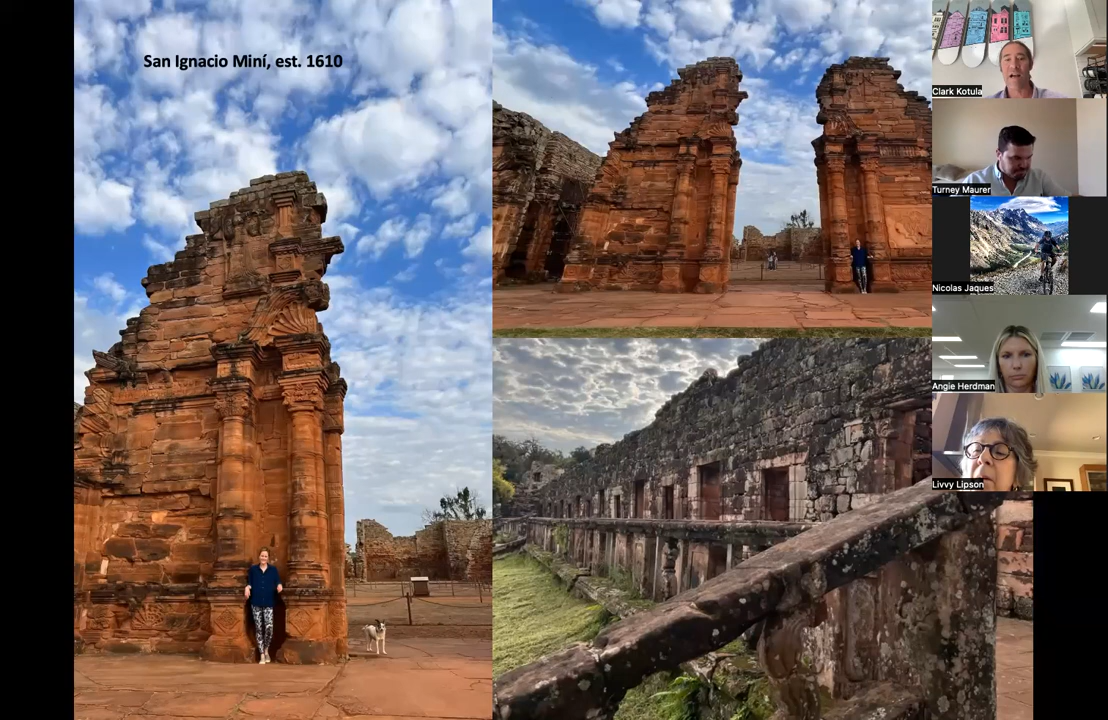 San Ignacio Miní, est. 1610
Clark Kotula
Turney Maurer
Nicolas Jaques
Angie Herdman
Livvy Lipson